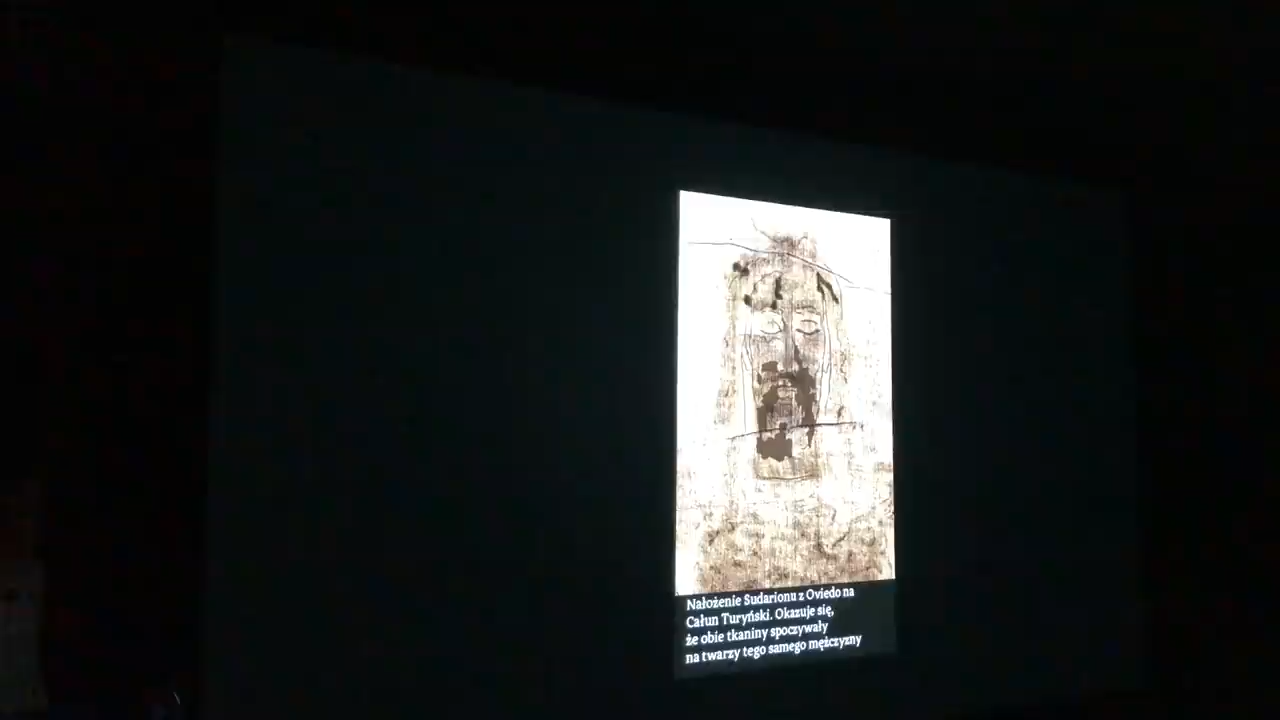 Nałożenie Sudarionu z Oviedo na
Całun Turyński. Okazuje się,
że obie tkaniny spoczywały
na twarzy tego samego mężczyzny